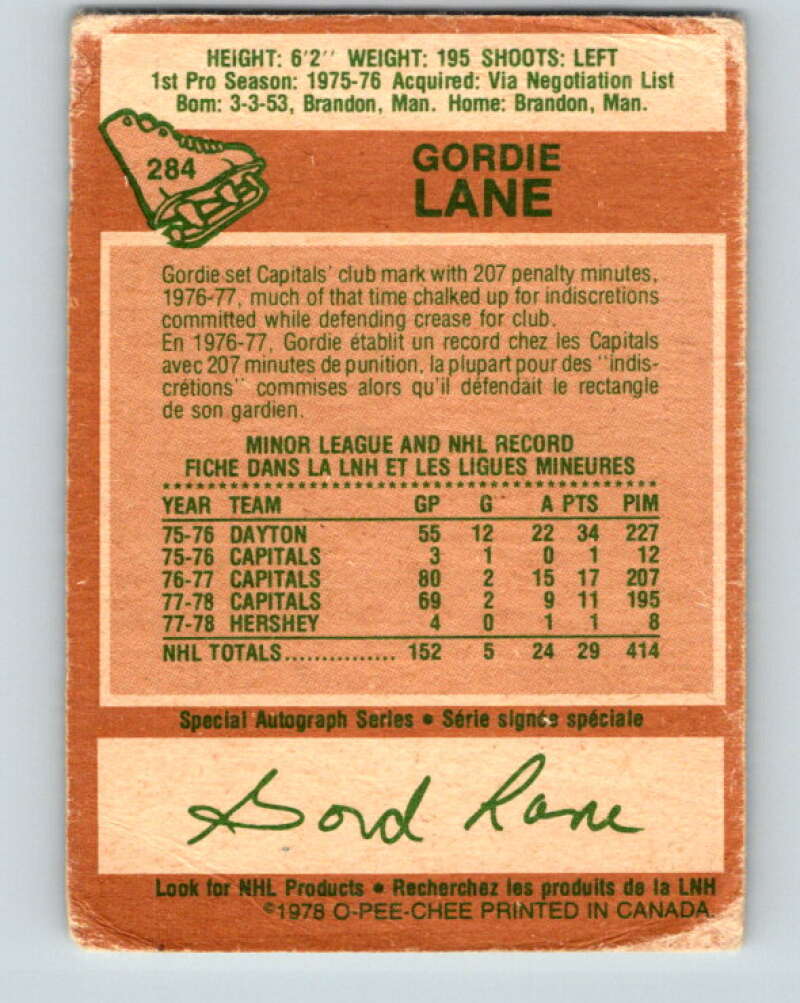 HEIGHT: 6'2'' WEIGHT: 195 SHOOTS: LEFT
1st Pro Season: 1975-76 Acquired: Via Negotiation List
Born: 3-3-53, Brandon, Man. Home: Brandon, Man.
284
GORDIE
LANE
Gordie set Capitals' club mark with 207 penalty minutes,
1976-77, much of that time chalked up for indiscretions
committed while defending crease for club.
En 1976-77, Gordie établit un record chez les Capitals
avec 207 minutes de punition, la plupart pour des ''indis-
crétions'' commises alors qu'il défendait le rectangle
de son gardien.
MINOR LEAGUE AND NHL RECORD
FICHE DANS LA LNH ET LES LIGUES MINEURES
YEAR TEAM GP G A PTS PIM
75-76 DAYTON 55 12 22 34 227
75-76 CAPITALS 3 1 0 1 12
76-77 CAPITALS 80 2 15 17 207
77-78 CAPITALS 69 2 9 11 195
77-78 HERSHEY 4 0 1 1 8
NHL TOTALS............... 152 5 24 29 414
Special Autograph Series • Série signée spéciale
Gord Lane
Look for NHL Products • Recherchez les produits de la LNH
©1978 O-PEE-CHEE PRINTED IN CANADA.